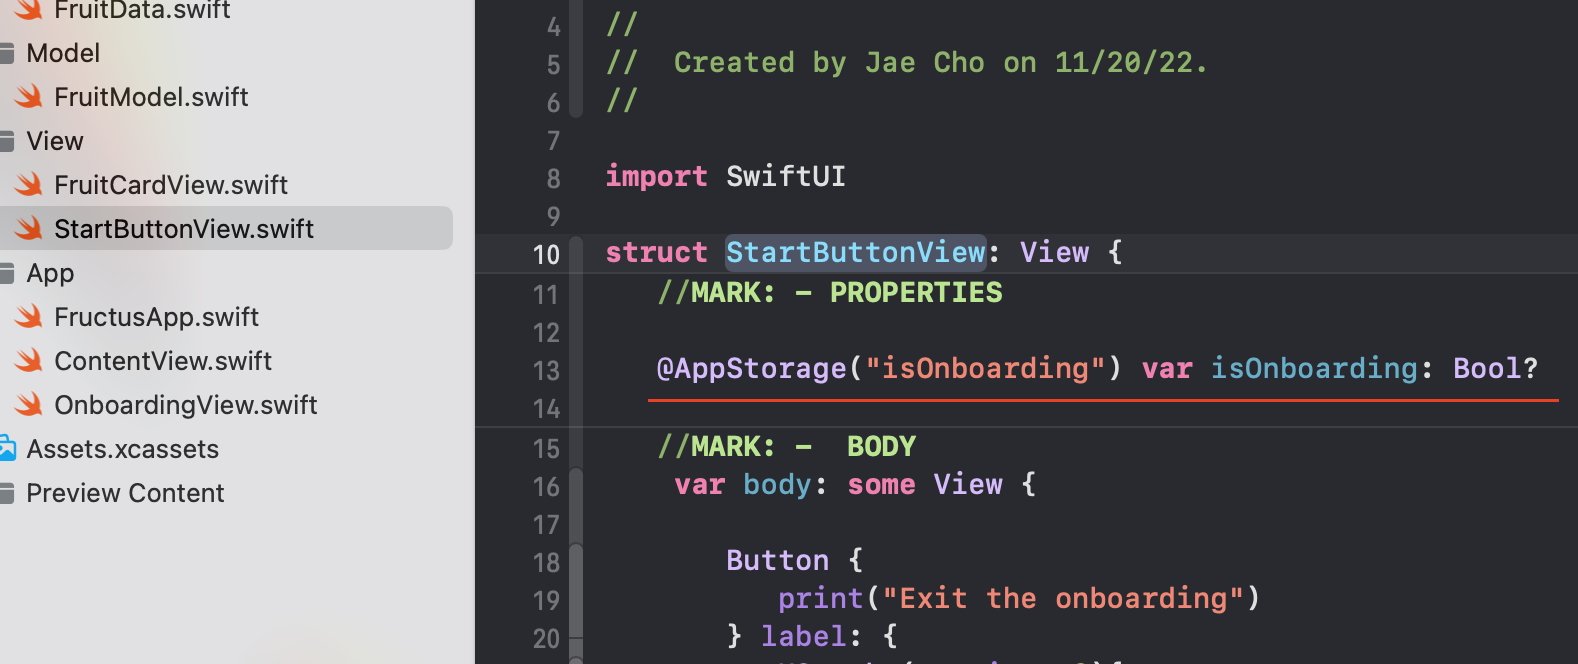 FruitData.swift
Model
FruitModel.swift
View
FruitCardView.swift
StartButtonView.swift
App
FructusApp.swift
ContentView.swift
OnboardingView.swift
Assets.xcassets
Preview Content
4 //
5 //  Created by Jae Cho on 11/20/22.
6 //
7
8 import SwiftUI
9
10 struct StartButtonView: View {
11 //MARK: - PROPERTIES
12
13 @AppStorage("isOnboarding") var isOnboarding: Bool?
14
15 //MARK: -  BODY
16 var body: some View {
17
18 Button {
19 print("Exit the onboarding")
20 } label: {